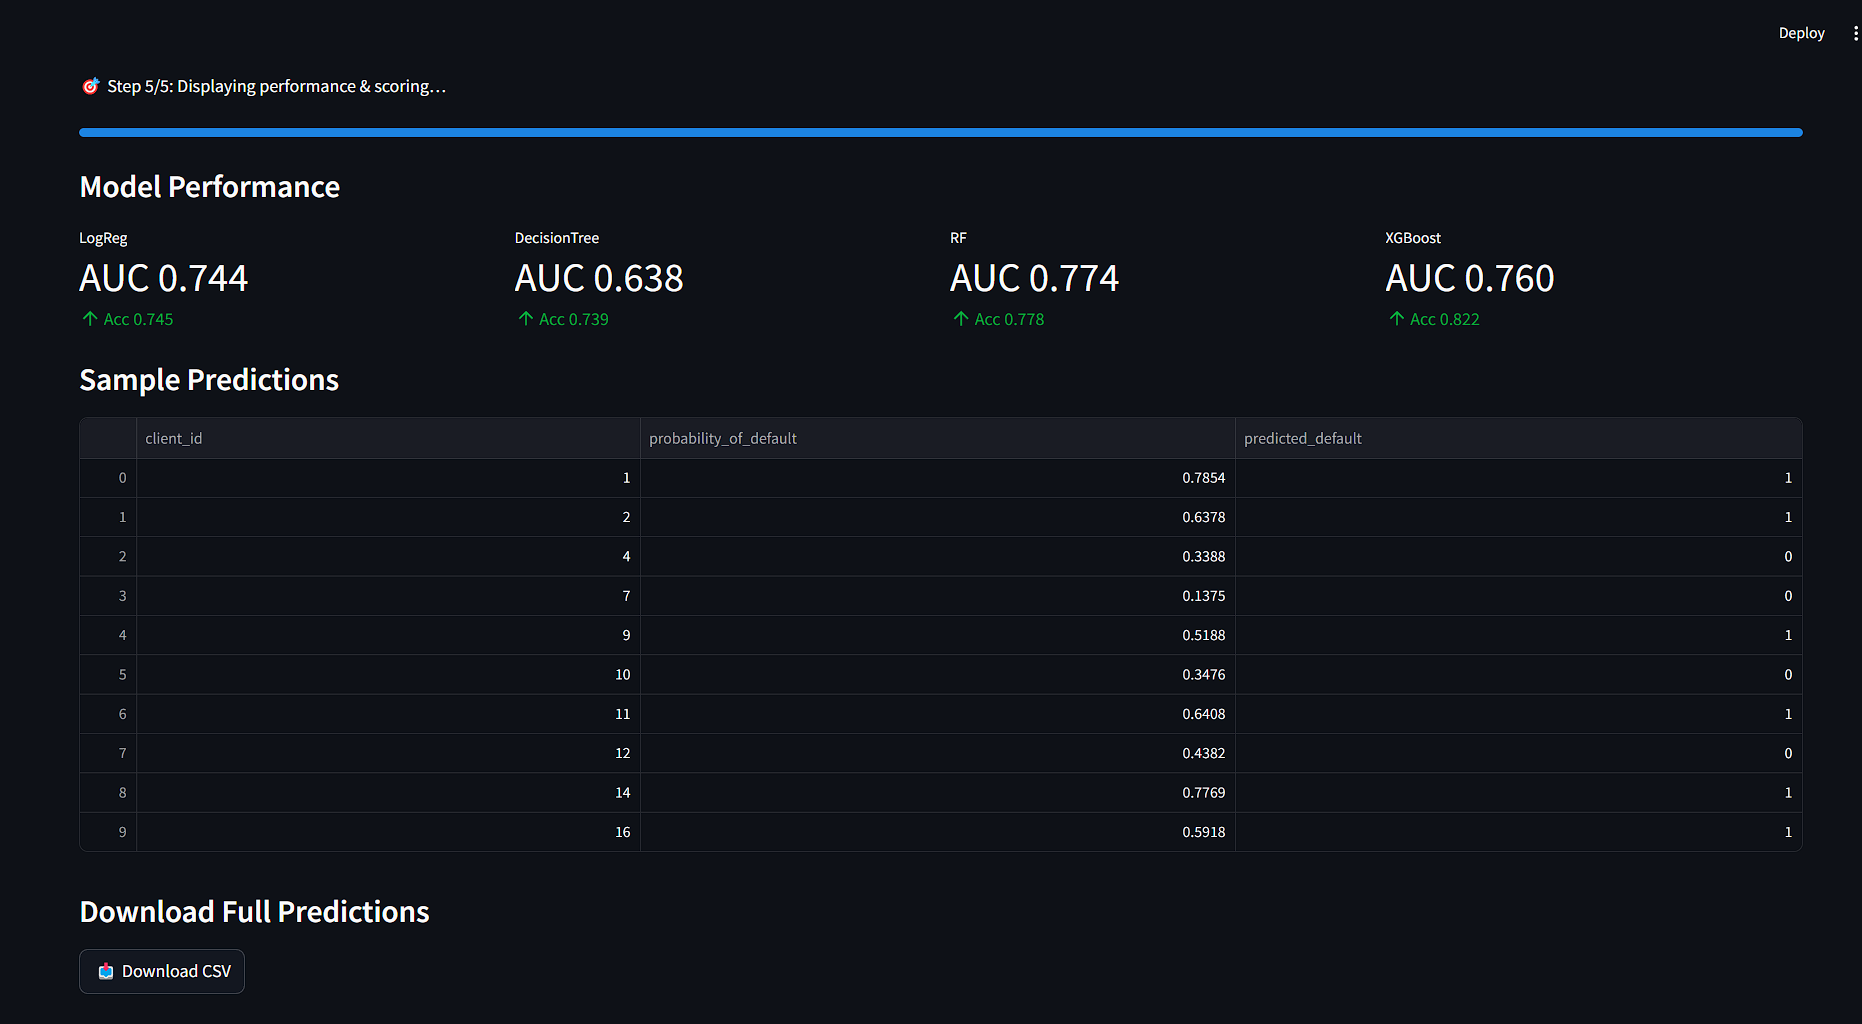 Deploy
🎯 Step 5/5: Displaying performance & scoring...
Model Performance
LogReg DecisionTree RF XGBoost
AUC 0.744 AUC 0.638 AUC 0.774 AUC 0.760
↑ Acc 0.745 ↑ Acc 0.739 ↑ Acc 0.778 ↑ Acc 0.822
Sample Predictions
client_id probability_of_default predicted_default
0 1 0.7854 1
1 2 0.6378 1
2 4 0.3388 0
3 7 0.1375 0
4 9 0.5188 1
5 10 0.3476 0
6 11 0.6408 1
7 12 0.4382 0
8 14 0.7769 1
9 16 0.5918 1
Download Full Predictions
📥 Download CSV